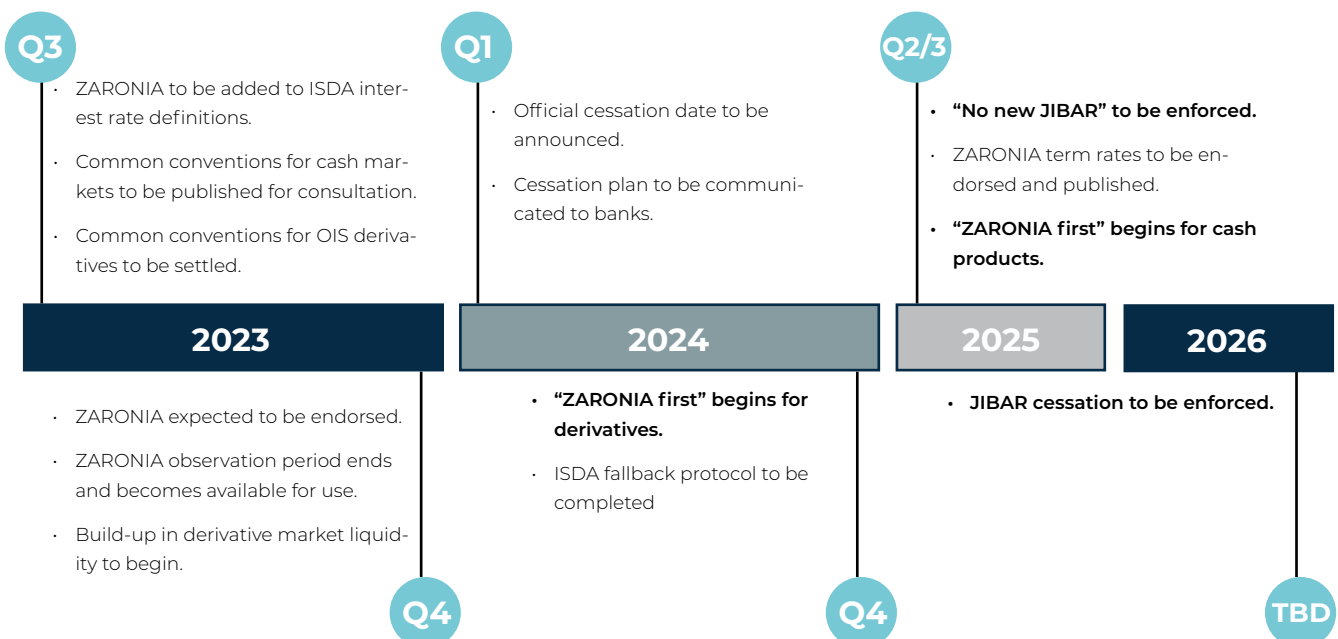 Q3
· ZARONIA to be added to ISDA inter-
est rate definitions.
· Common conventions for cash mar-
kets to be published for consultation.
· Common conventions for OIS deriva-
tives to be settled.
Q1
· Official cessation date to be
announced.
· Cessation plan to be communi-
cated to banks.
Q2/3
• “No new JIBAR” to be enforced.
· ZARONIA term rates to be en-
dorsed and published.
• “ZARONIA first” begins for cash
products.
2023
2024
2025
2026
· ZARONIA expected to be endorsed.
· ZARONIA observation period ends
and becomes available for use.
· Build-up in derivative market liquid-
ity to begin.
Q4
• “ZARONIA first” begins for
derivatives.
· ISDA fallback protocol to be
completed
Q4
• JIBAR cessation to be enforced.
TBD